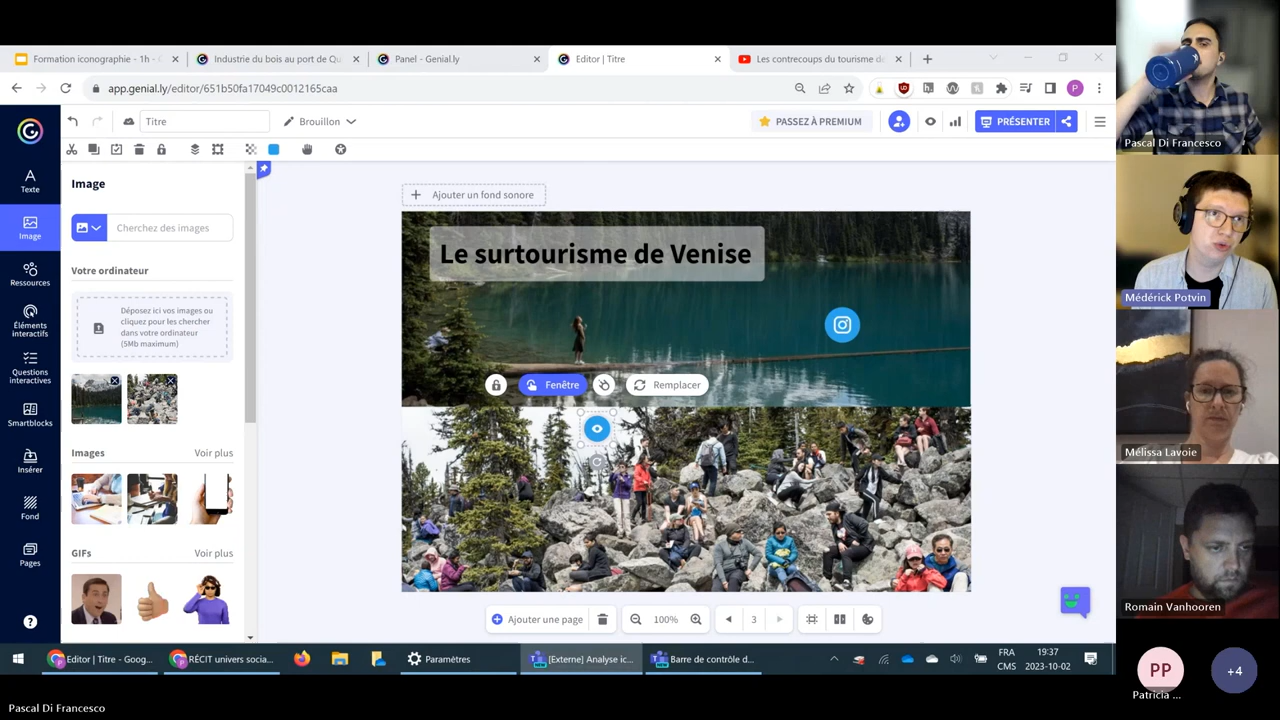 Formation iconographie - 1h - G
Industrie du bois au port de Qu
Panel - Genial.ly
Editor | Titre
Les contrecoups du tourisme de
app.genial.ly/editor/651b50fa17049c0012165caa
P
Titre
Brouillon
PASSEZ À PREMIUM
PRÉSENTER
Texte
Image
Ressources
Éléments
interactifs
Questions
interactives
Smartblocks
Insérer
Fond
Pages
Image
Cherchez des images
Votre ordinateur
Déposez ici vos images ou
cliquez pour les chercher
dans votre ordinateur
(5Mb maximum)
Images
Voir plus
GIFs
Voir plus
Ajouter un fond sonore
Le surtourisme de Venise
Fenêtre
Remplacer
Ajouter une page
100%
3
Editor | Titre - Goog...
RÉCIT univers socia...
Paramètres
[Externe] Analyse ic...
Barre de contrôle d...
FRA
CMS
19:37
2023-10-02
Pascal Di Francesco
Médérick Potvin
Mélissa Lavoie
Romain Vanhooren
PP
Patricia ...
+4
Pascal Di Francesco